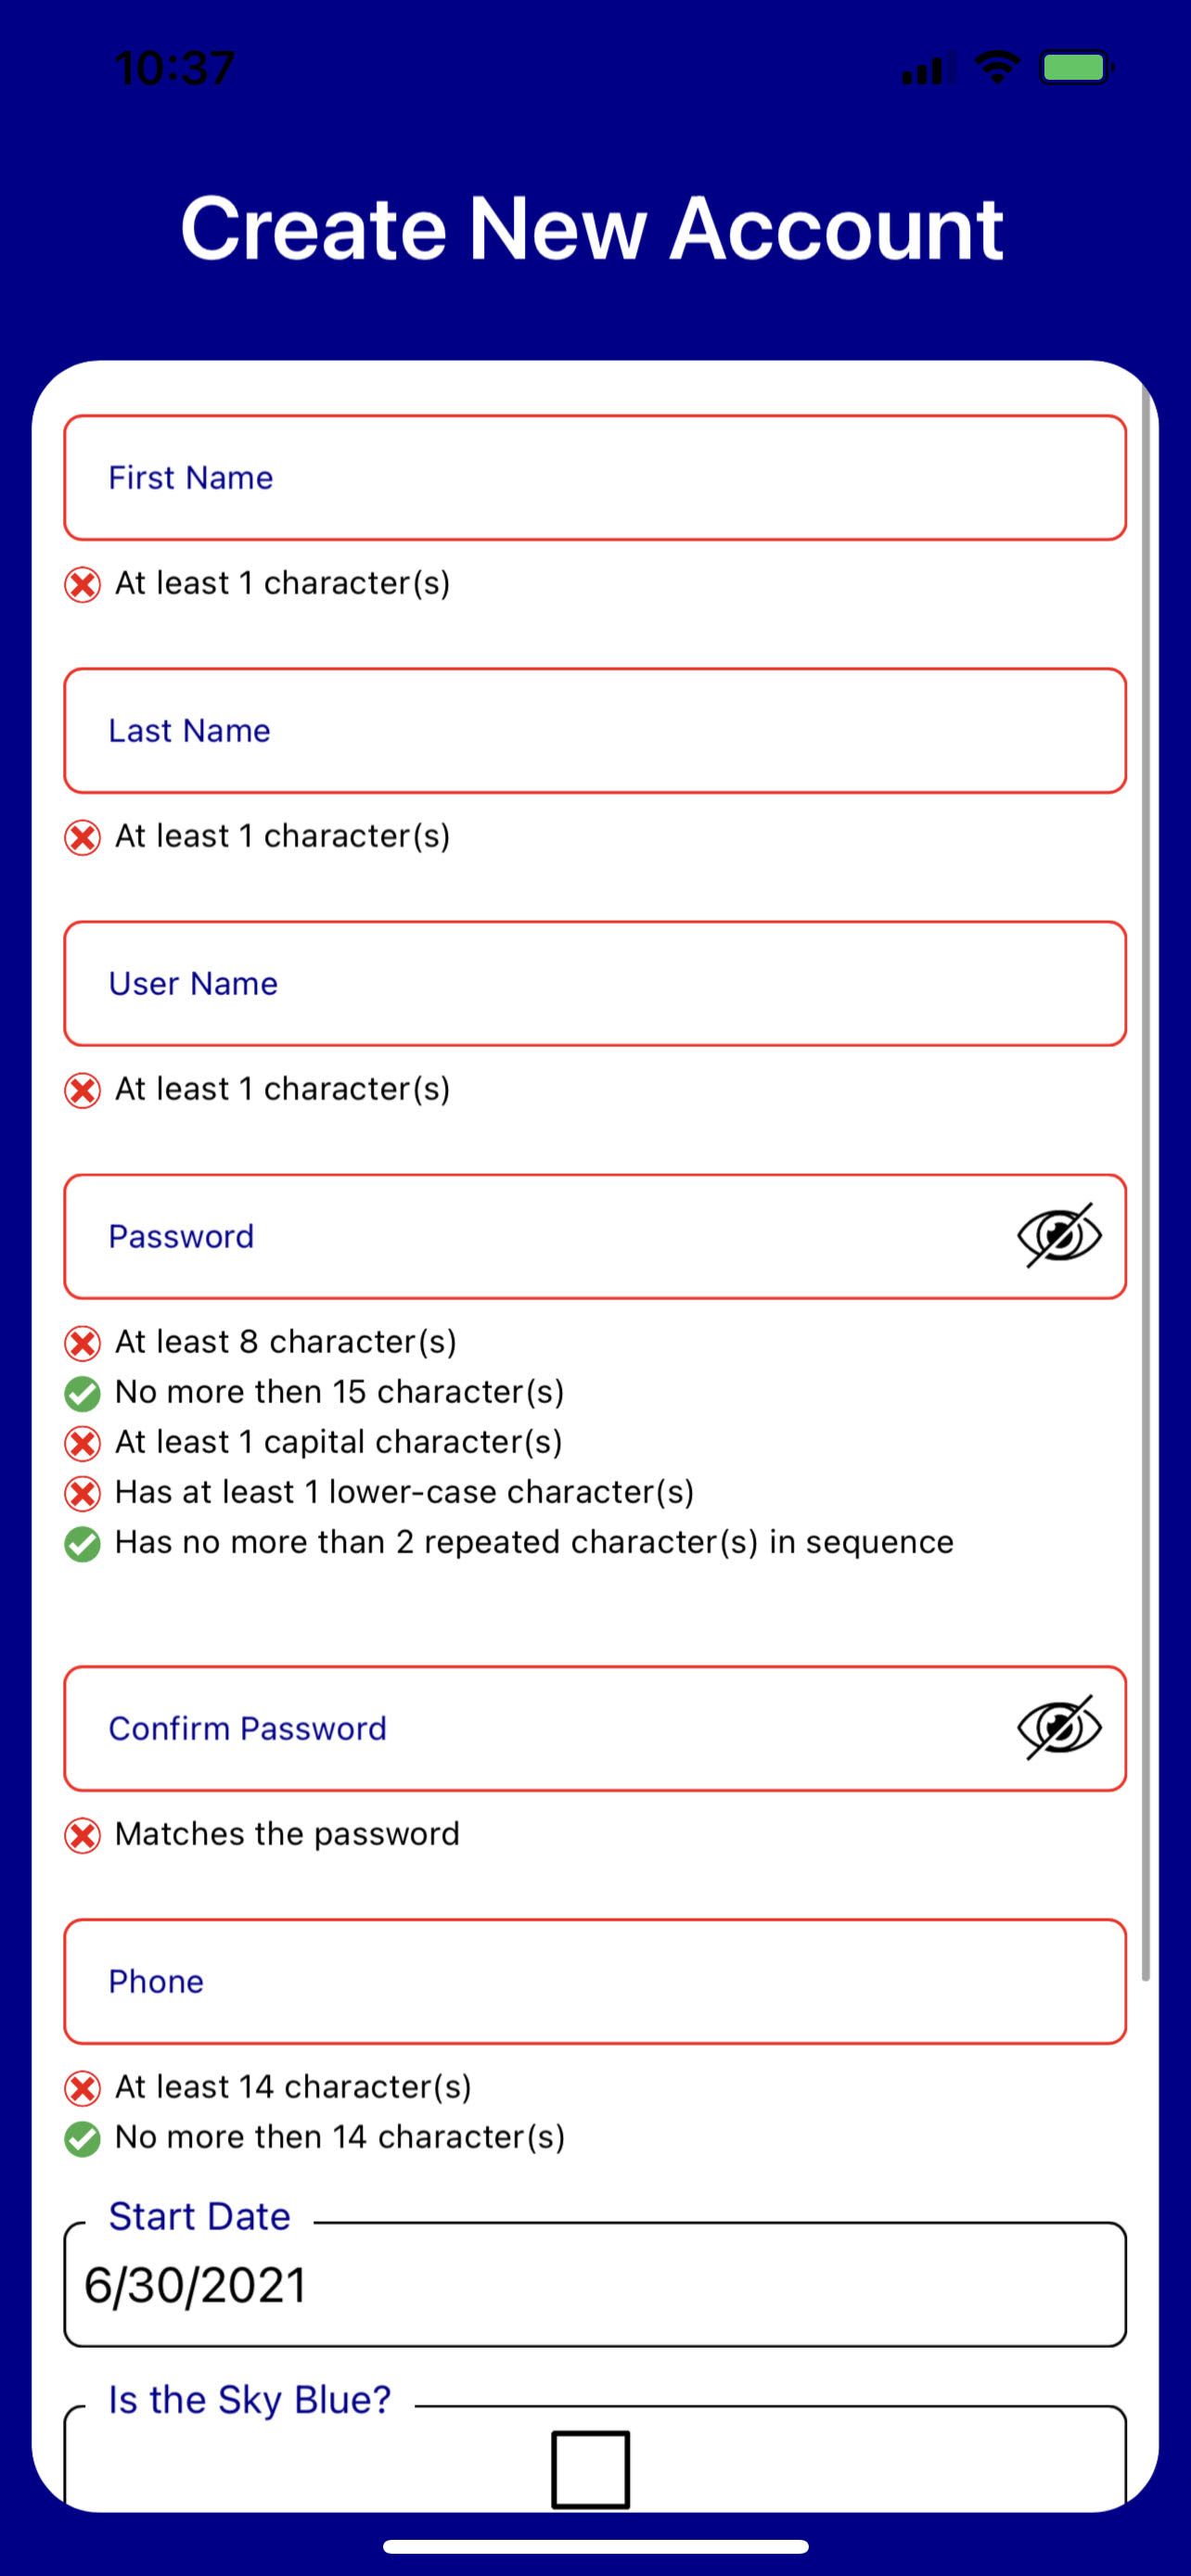 10:37
Create New Account
First Name
At least 1 character(s)
Last Name
At least 1 character(s)
User Name
At least 1 character(s)
Password
At least 8 character(s)
No more then 15 character(s)
At least 1 capital character(s)
Has at least 1 lower-case character(s)
Has no more than 2 repeated character(s) in sequence
Confirm Password
Matches the password
Phone
At least 14 character(s)
No more then 14 character(s)
Start Date
6/30/2021
Is the Sky Blue?